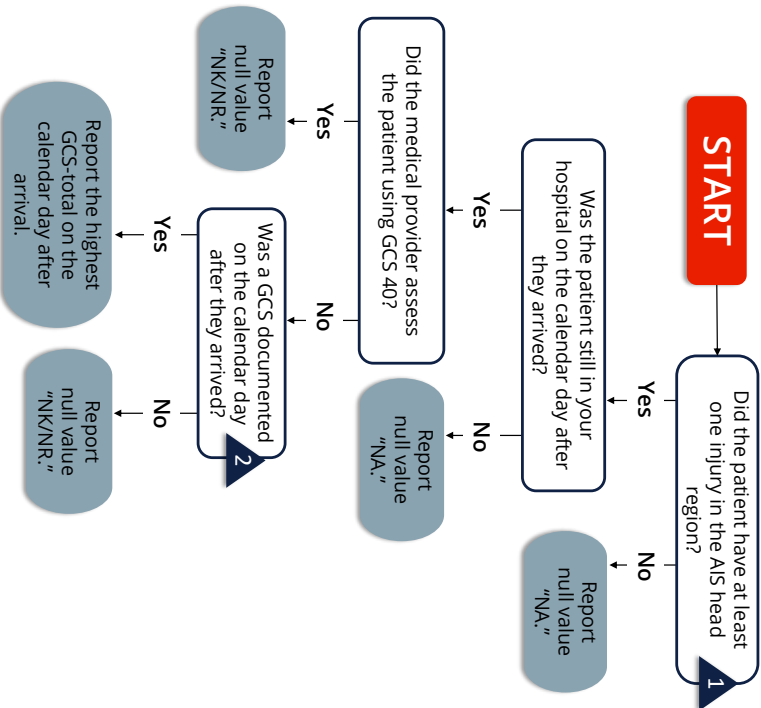 START
Did the patient have at least
one injury in the AIS head
region?
1
Yes
No
Was the patient still in your
hospital on the calendar day after
they arrived?
Report
null value
“NA.”
Yes
No
Did the medical provider assess
the patient using GCS 40?
Report
null value
“NA.”
Yes
No
Report
null value
“NK/NR.”
Was a GCS documented
on the calendar day
after they arrived?
2
Yes
No
Report the highest
GCS-total on the
calendar day after
arrival.
Report
null value
“NK/NR.”